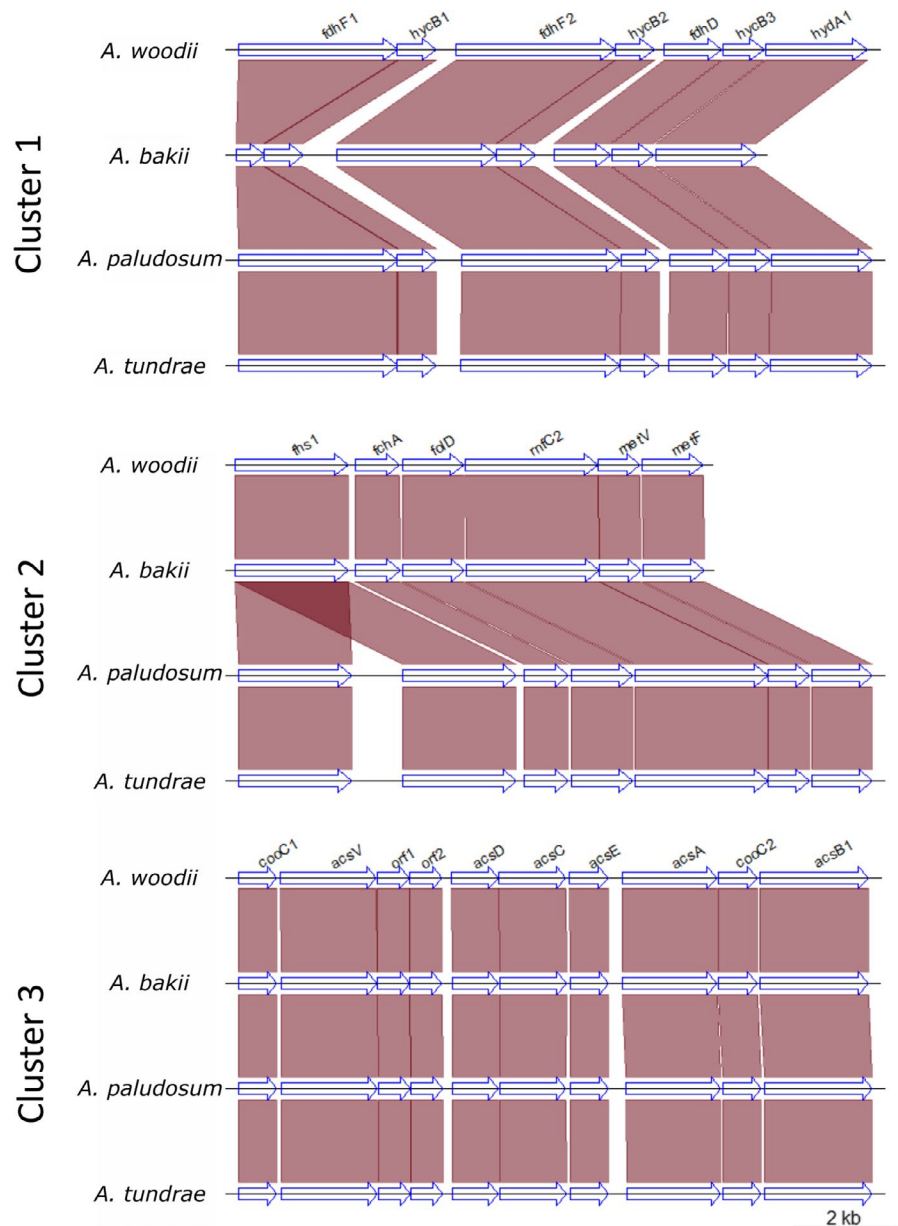 Cluster 1
fdhF1 hycB1 fdhF2 hycB2 fdhD hycB3 hydA1
A. woodii
A. bakii
A. paludosum
A. tundrae
Cluster 2
fhs1 fchA folD rnfC2 metV metF
A. woodii
A. bakii
A. paludosum
A. tundrae
Cluster 3
cooC1 acsV orf1 orf2 acsD acsC acsE acsA cooC2 acsB1
A. woodii
A. bakii
A. paludosum
A. tundrae
2 kb